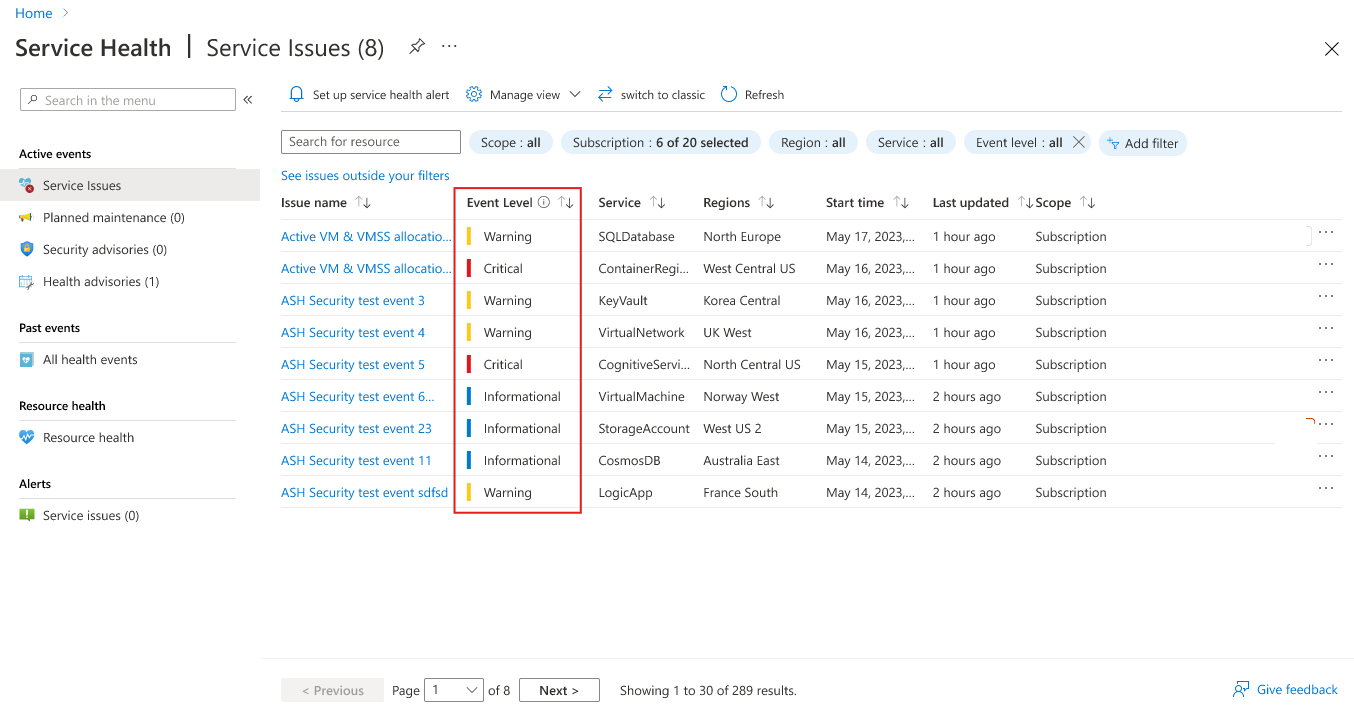 Home
Service Health | Service Issues (8)
Search in the menu
Set up service health alert Manage view switch to classic Refresh
Active events
Service Issues
Planned maintenance (0)
Security advisories (0)
Health advisories (1)
Past events
All health events
Resource health
Resource health
Alerts
Service issues (0)
Search for resource Scope : all Subscription : 6 of 20 selected Region : all Service : all Event level : all Add filter
See issues outside your filters
Issue name Event Level Service Regions Start time Last updated Scope
Active VM & VMSS allocatio... Warning SQLDatabase North Europe May 17, 2023,... 1 hour ago Subscription
Active VM & VMSS allocatio... Critical ContainerRegi... West Central US May 16, 2023,... 1 hour ago Subscription
ASH Security test event 3 Warning KeyVault Korea Central May 16, 2023,... 1 hour ago Subscription
ASH Security test event 4 Warning VirtualNetwork UK West May 16, 2023,... 1 hour ago Subscription
ASH Security test event 5 Critical CognitiveServi... North Central US May 15, 2023,... 1 hour ago Subscription
ASH Security test event 6... Informational VirtualMachine Norway West May 15, 2023,... 2 hours ago Subscription
ASH Security test event 23 Informational StorageAccount West US 2 May 15, 2023,... 2 hours ago Subscription
ASH Security test event 11 Informational CosmosDB Australia East May 14, 2023,... 2 hours ago Subscription
ASH Security test event sdfsd Warning LogicApp France South May 14, 2023,... 2 hours ago Subscription
< Previous Page 1 of 8 Next > Showing 1 to 30 of 289 results.
Give feedback